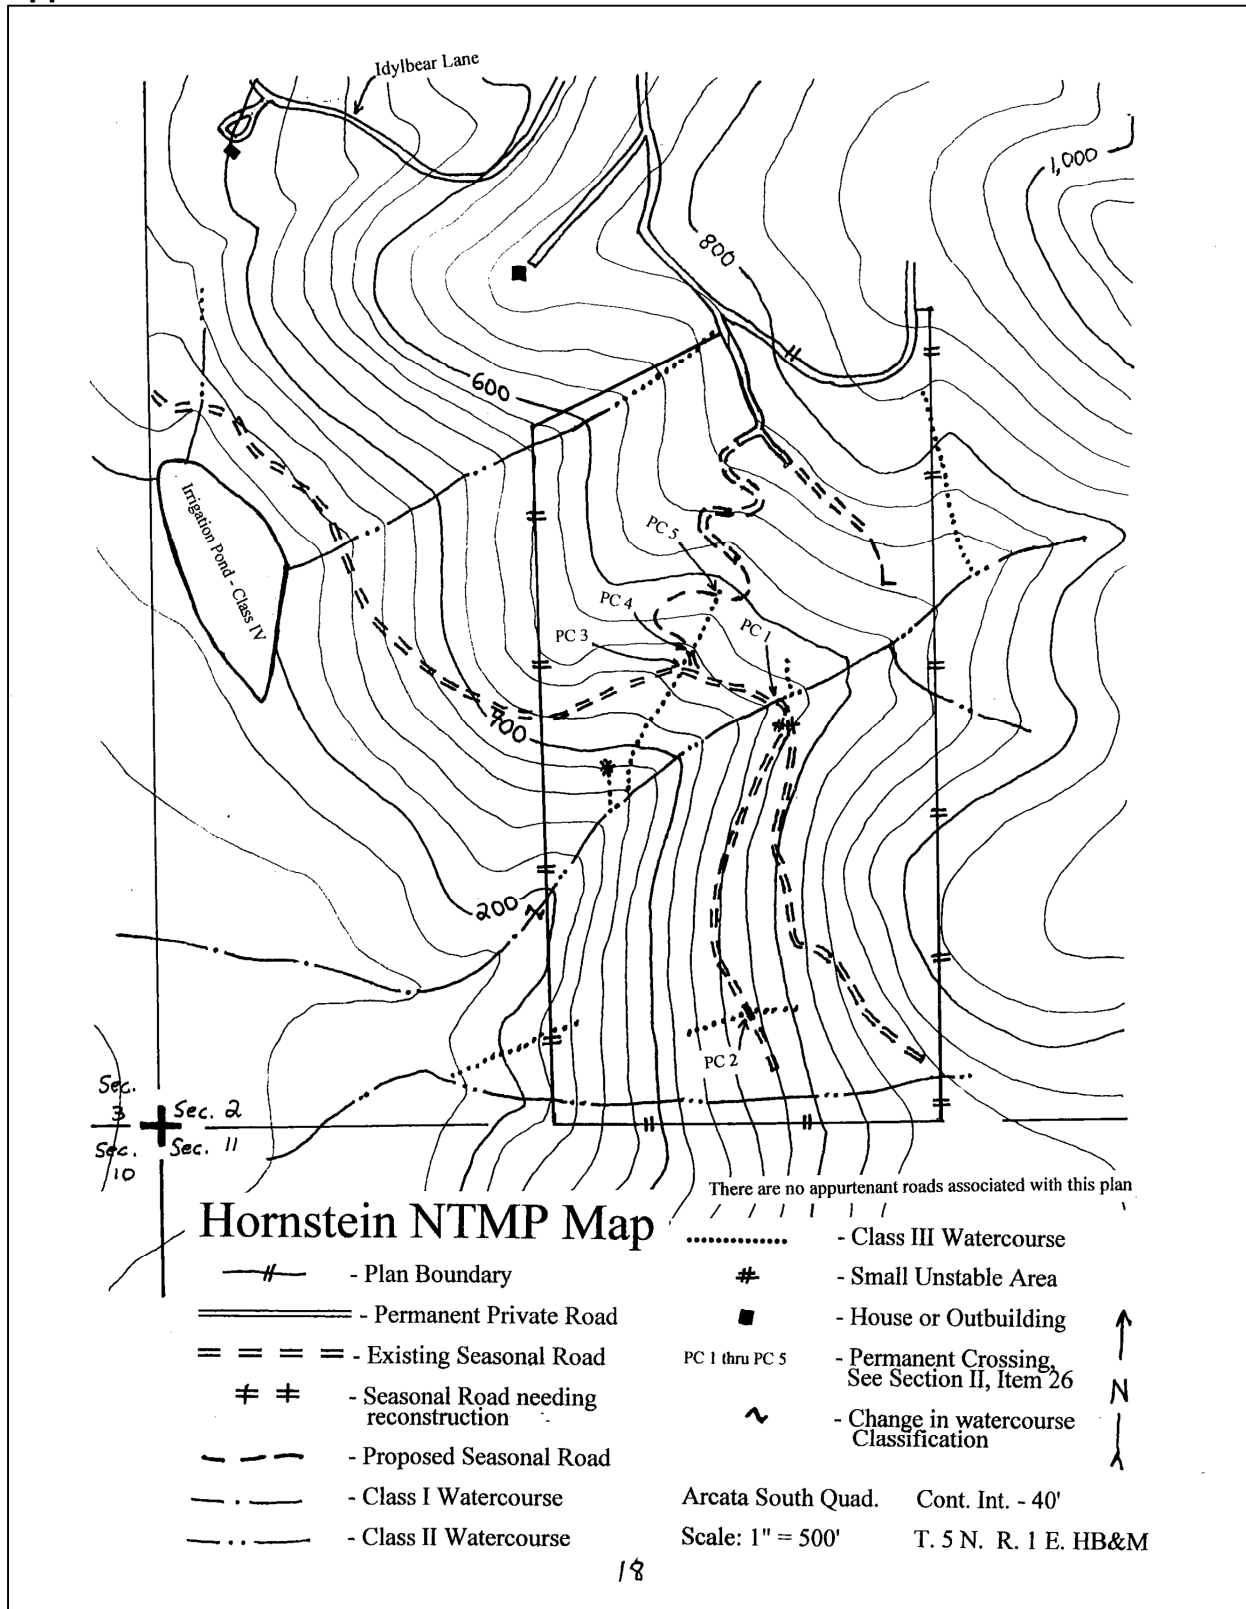 Idylbear Lane
1,000
800
600
Irrigation Pond - Class IV
PC 5
PC 4
PC 1
PC 3
400
200
PC 2
Sec.
3
Sec. 2
Sec.
10
Sec. 11
There are no appurtenant roads associated with this plan
Hornstein NTMP Map
- Plan Boundary
- Permanent Private Road
- Existing Seasonal Road
- Seasonal Road needing
reconstruction
- Proposed Seasonal Road
- Class I Watercourse
- Class II Watercourse
- Class III Watercourse
- Small Unstable Area
- House or Outbuilding
PC 1 thru PC 5 - Permanent Crossing,
See Section II, Item 26
- Change in watercourse
Classification
N
Arcata South Quad. Cont. Int. - 40'
Scale: 1" = 500' T. 5 N. R. 1 E. HB&M
18